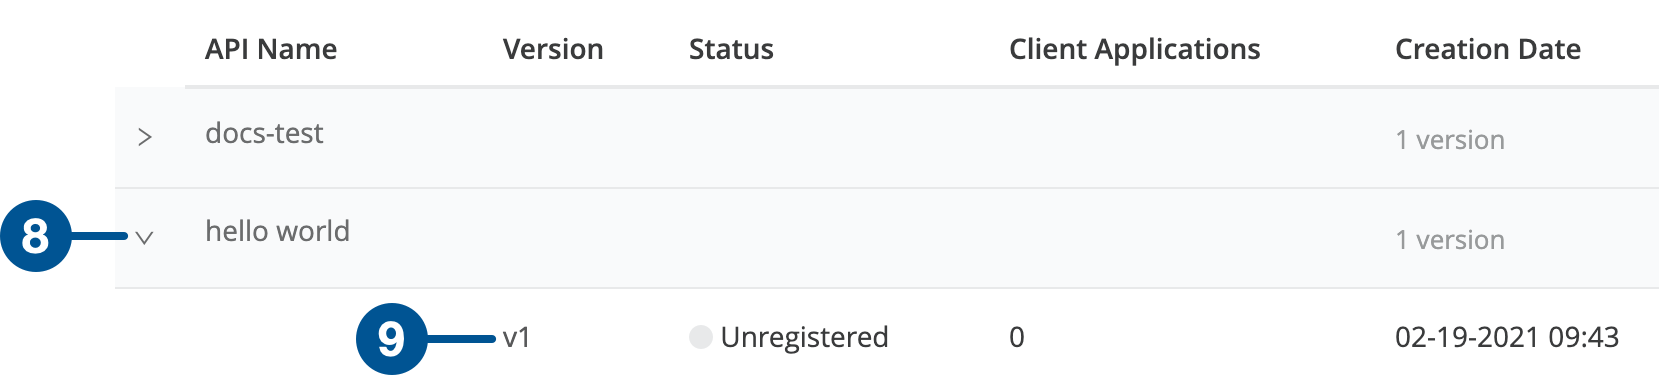 API Name Version Status Client Applications Creation Date
docs-test 1 version
8 hello world 1 version
9 v1 Unregistered 0 02-19-2021 09:43